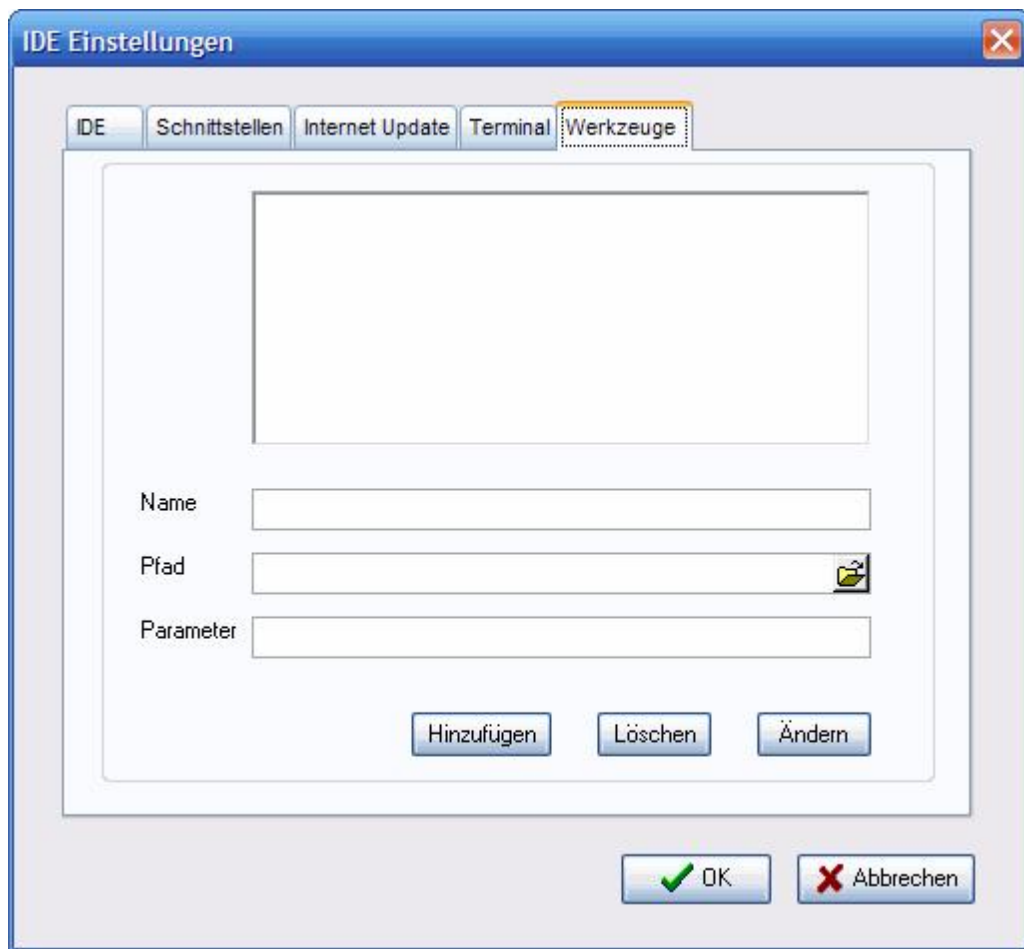 IDE Einstellungen
IDE Schnittstellen Internet Update Terminal Werkzeuge
Name
Pfad
Parameter
Hinzufügen Löschen Ändern
OK Abbrechen